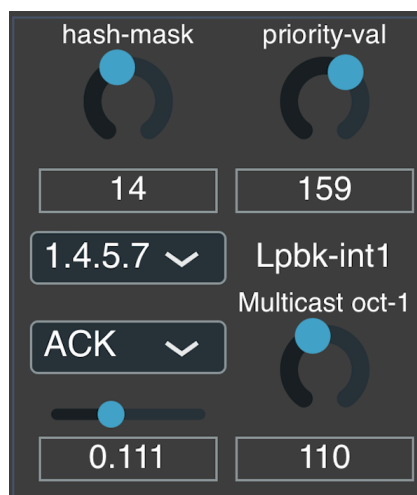 hash-mask
priority-val
14
159
1.4.5.7
Lpbk-int1
Multicast oct-1
ACK
0.111
110